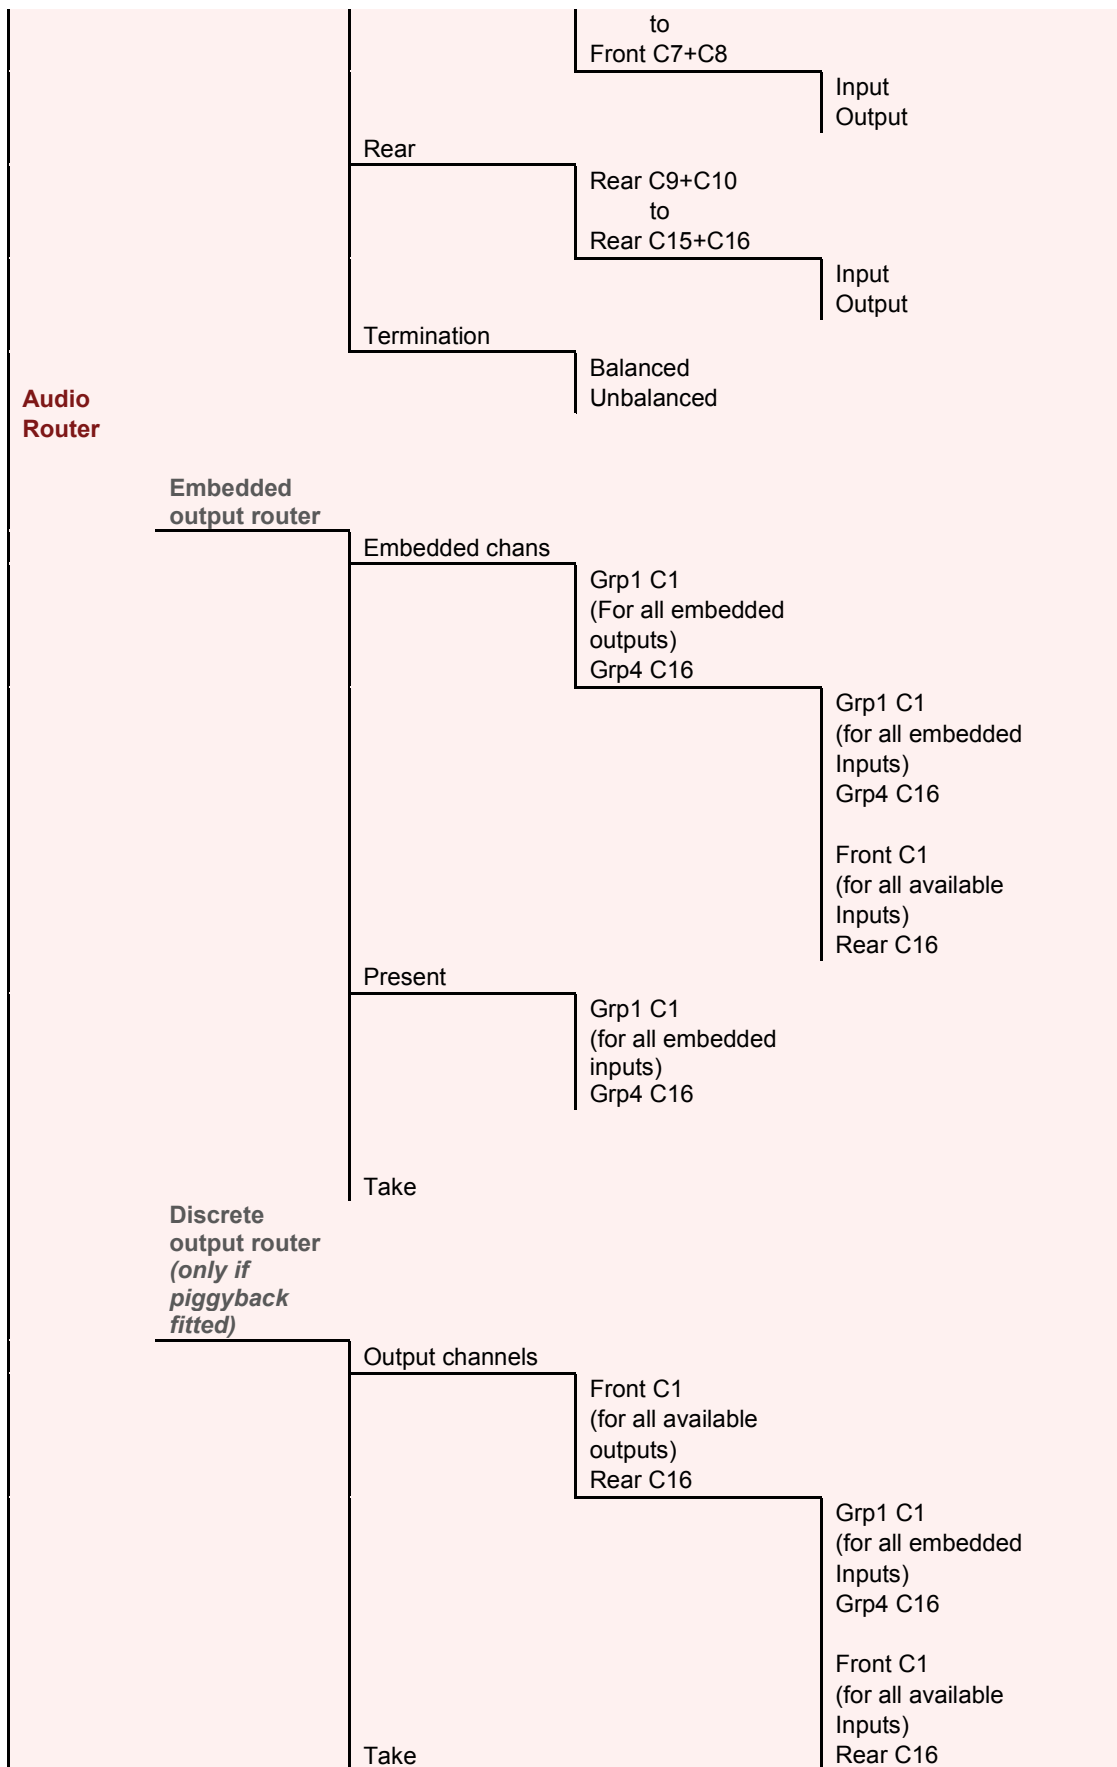 to
Front C7+C8
Input
Output
Rear
Rear C9+C10
to
Rear C15+C16
Input
Output
Termination
Balanced
Unbalanced
Audio
Router
Embedded
output router
Embedded chans
Grp1 C1
(For all embedded
outputs)
Grp4 C16
Grp1 C1
(for all embedded
Inputs)
Grp4 C16
Front C1
(for all available
Inputs)
Rear C16
Present
Grp1 C1
(for all embedded
inputs)
Grp4 C16
Take
Discrete
output router
(only if
piggyback
fitted)
Output channels
Front C1
(for all available
outputs)
Rear C16
Grp1 C1
(for all embedded
Inputs)
Grp4 C16
Front C1
(for all available
Inputs)
Rear C16
Take